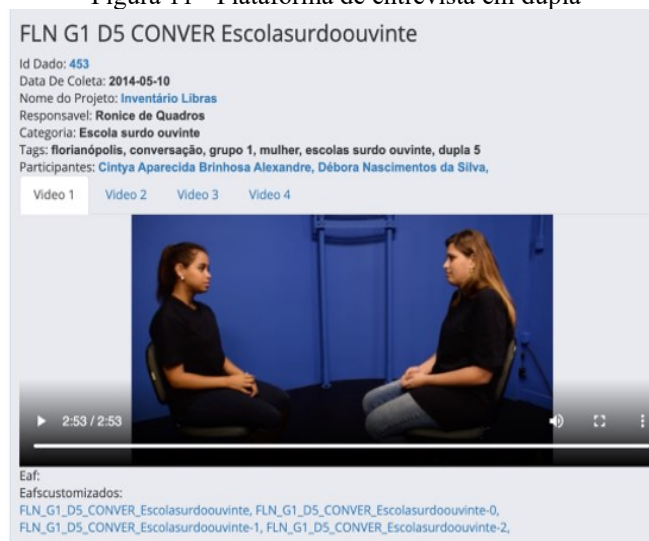 Figura 11 - Plataforma de entrevista em dupla
FLN G1 D5 CONVER Escolasurdoouvinte
Id Dado: 453
Data De Coleta: 2014-05-10
Nome do Projeto: Inventário Libras
Responsavel: Ronice de Quadros
Categoria: Escola surdo ouvinte
Tags: florianópolis, conversação, grupo 1, mulher, escolas surdo ouvinte, dupla 5
Participantes: Cintya Aparecida Brinhosa Alexandre, Débora Nascimentos da Silva,
Video 1 Video 2 Video 3 Video 4
2:53 / 2:53
Eaf:
Eafscustomizados:
FLN_G1_D5_CONVER_Escolasurdoouvinte, FLN_G1_D5_CONVER_Escolasurdoouvinte-0,
FLN_G1_D5_CONVER_Escolasurdoouvinte-1, FLN_G1_D5_CONVER_Escolasurdoouvinte-2,